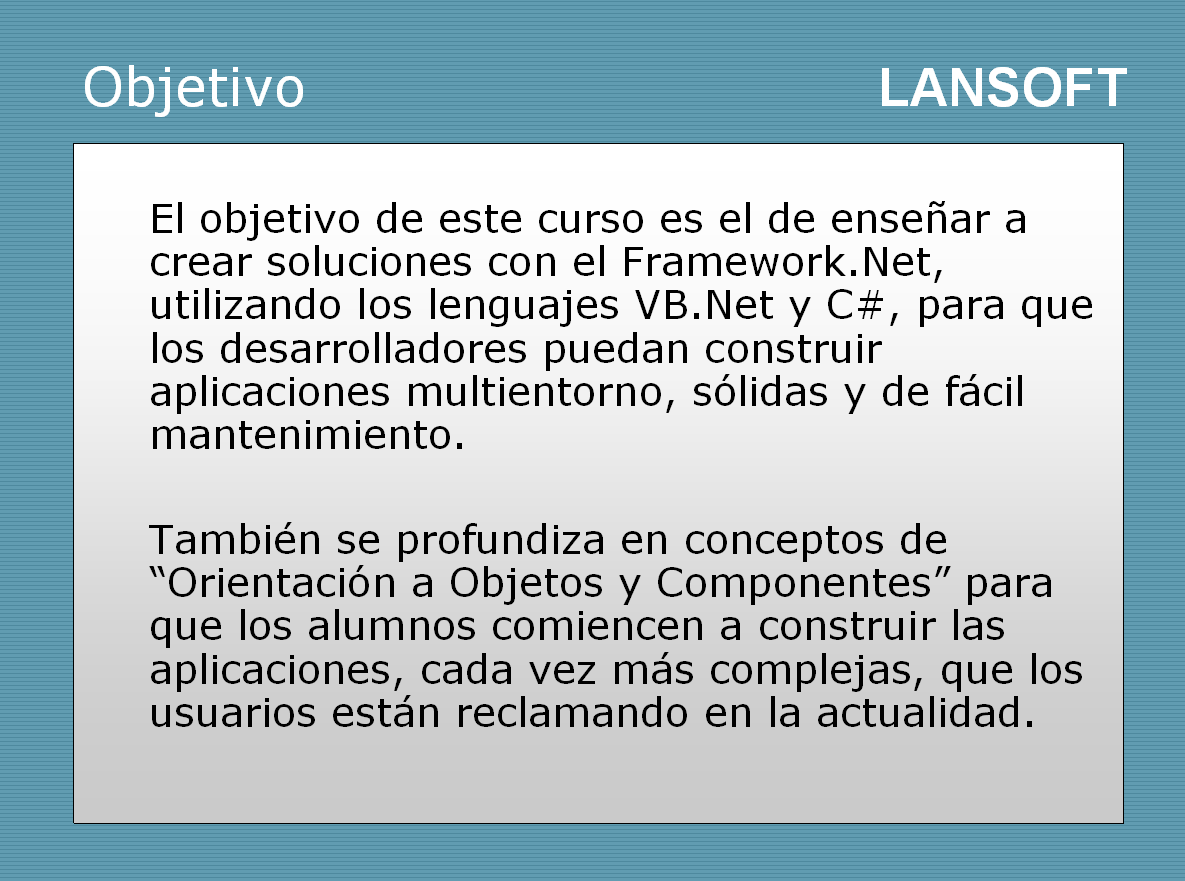 Objetivo
LANSOFT
El objetivo de este curso es el de enseñar a
crear soluciones con el Framework.Net,
utilizando los lenguajes VB.Net y C#, para que
los desarrolladores puedan construir
aplicaciones multientorno, sólidas y de fácil
mantenimiento.
También se profundiza en conceptos de
“Orientación a Objetos y Componentes” para
que los alumnos comiencen a construir las
aplicaciones, cada vez más complejas, que los
usuarios están reclamando en la actualidad.